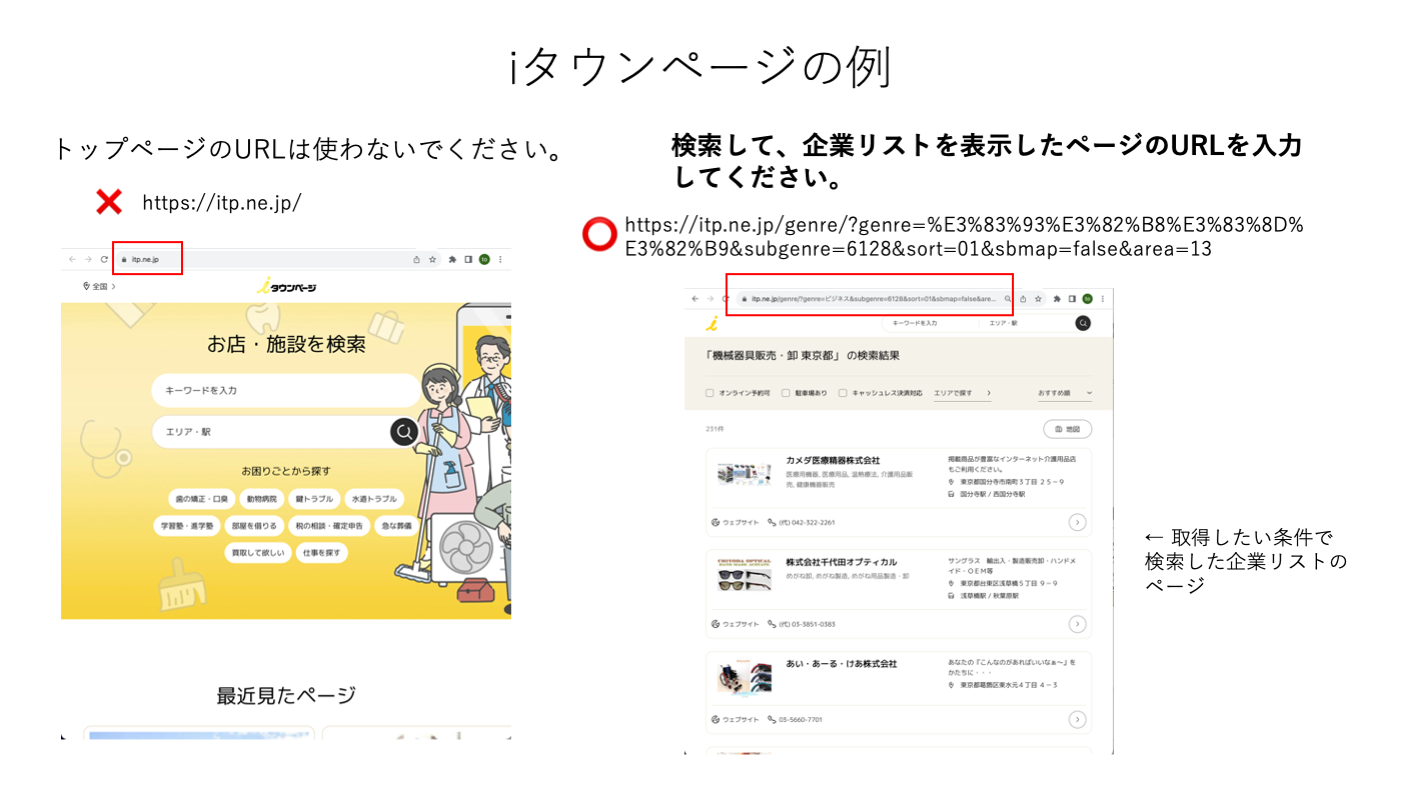 iタウンページの例
トップページのURLは使わないでください。
https://itp.ne.jp/
itp.ne.jp
全国
iタウンページ
お店・施設を検索
キーワードを入力
エリア・駅
お困りごとから探す
歯の矯正・口臭 動物病院 鍵トラブル 水道トラブル
学習塾・進学塾 部屋を借りる 税の相談・確定申告 急な葬儀
買取して欲しい 仕事を探す
最近見たページ
検索して、企業リストを表示したページのURLを入力
してください。
https://itp.ne.jp/genre/?genre=%E3%83%93%E3%82%B8%E3%83%8D%
E3%82%B9&subgenre=6128&sort=01&sbmap=false&area=13
itp.ne.jp/genre/?genre=ビジネス&subgenre=6128&sort=01&sbmap=false&are...
i
キーワードを入力 エリア・駅
「機械器具販売・卸 東京都」 の検索結果
オンライン予約可 駐車場あり キャッシュレス決済対応 エリアで探す おすすめ順
231件 地図
カメダ医療精器株式会社
医療用機器, 医療用品, 温熱療法, 介護用品販
売, 健康機器販売
掲載商品が豊富なインターネット介護用品店
もご利用ください。
東京都国分寺市南町3丁目25-9
国分寺駅 / 西国分寺駅
ウェブサイト (代) 042-322-2261
株式会社千代田オプティカル
めがね卸, めがね製造, めがね用品製造・卸
サングラス 輸出入・製造販売卸・ハンドメ
イド・OEM等
東京都台東区浅草橋5丁目9-9
浅草橋駅 / 秋葉原駅
ウェブサイト (代) 03-3851-0383
あい・あーる・けあ株式会社
あなたの『こんなのがあればいいなぁ~』を
かたちに・・・
東京都葛飾区東水元4丁目4-3
ウェブサイト 03-5660-7701
← 取得したい条件で
検索した企業リストの
ページ